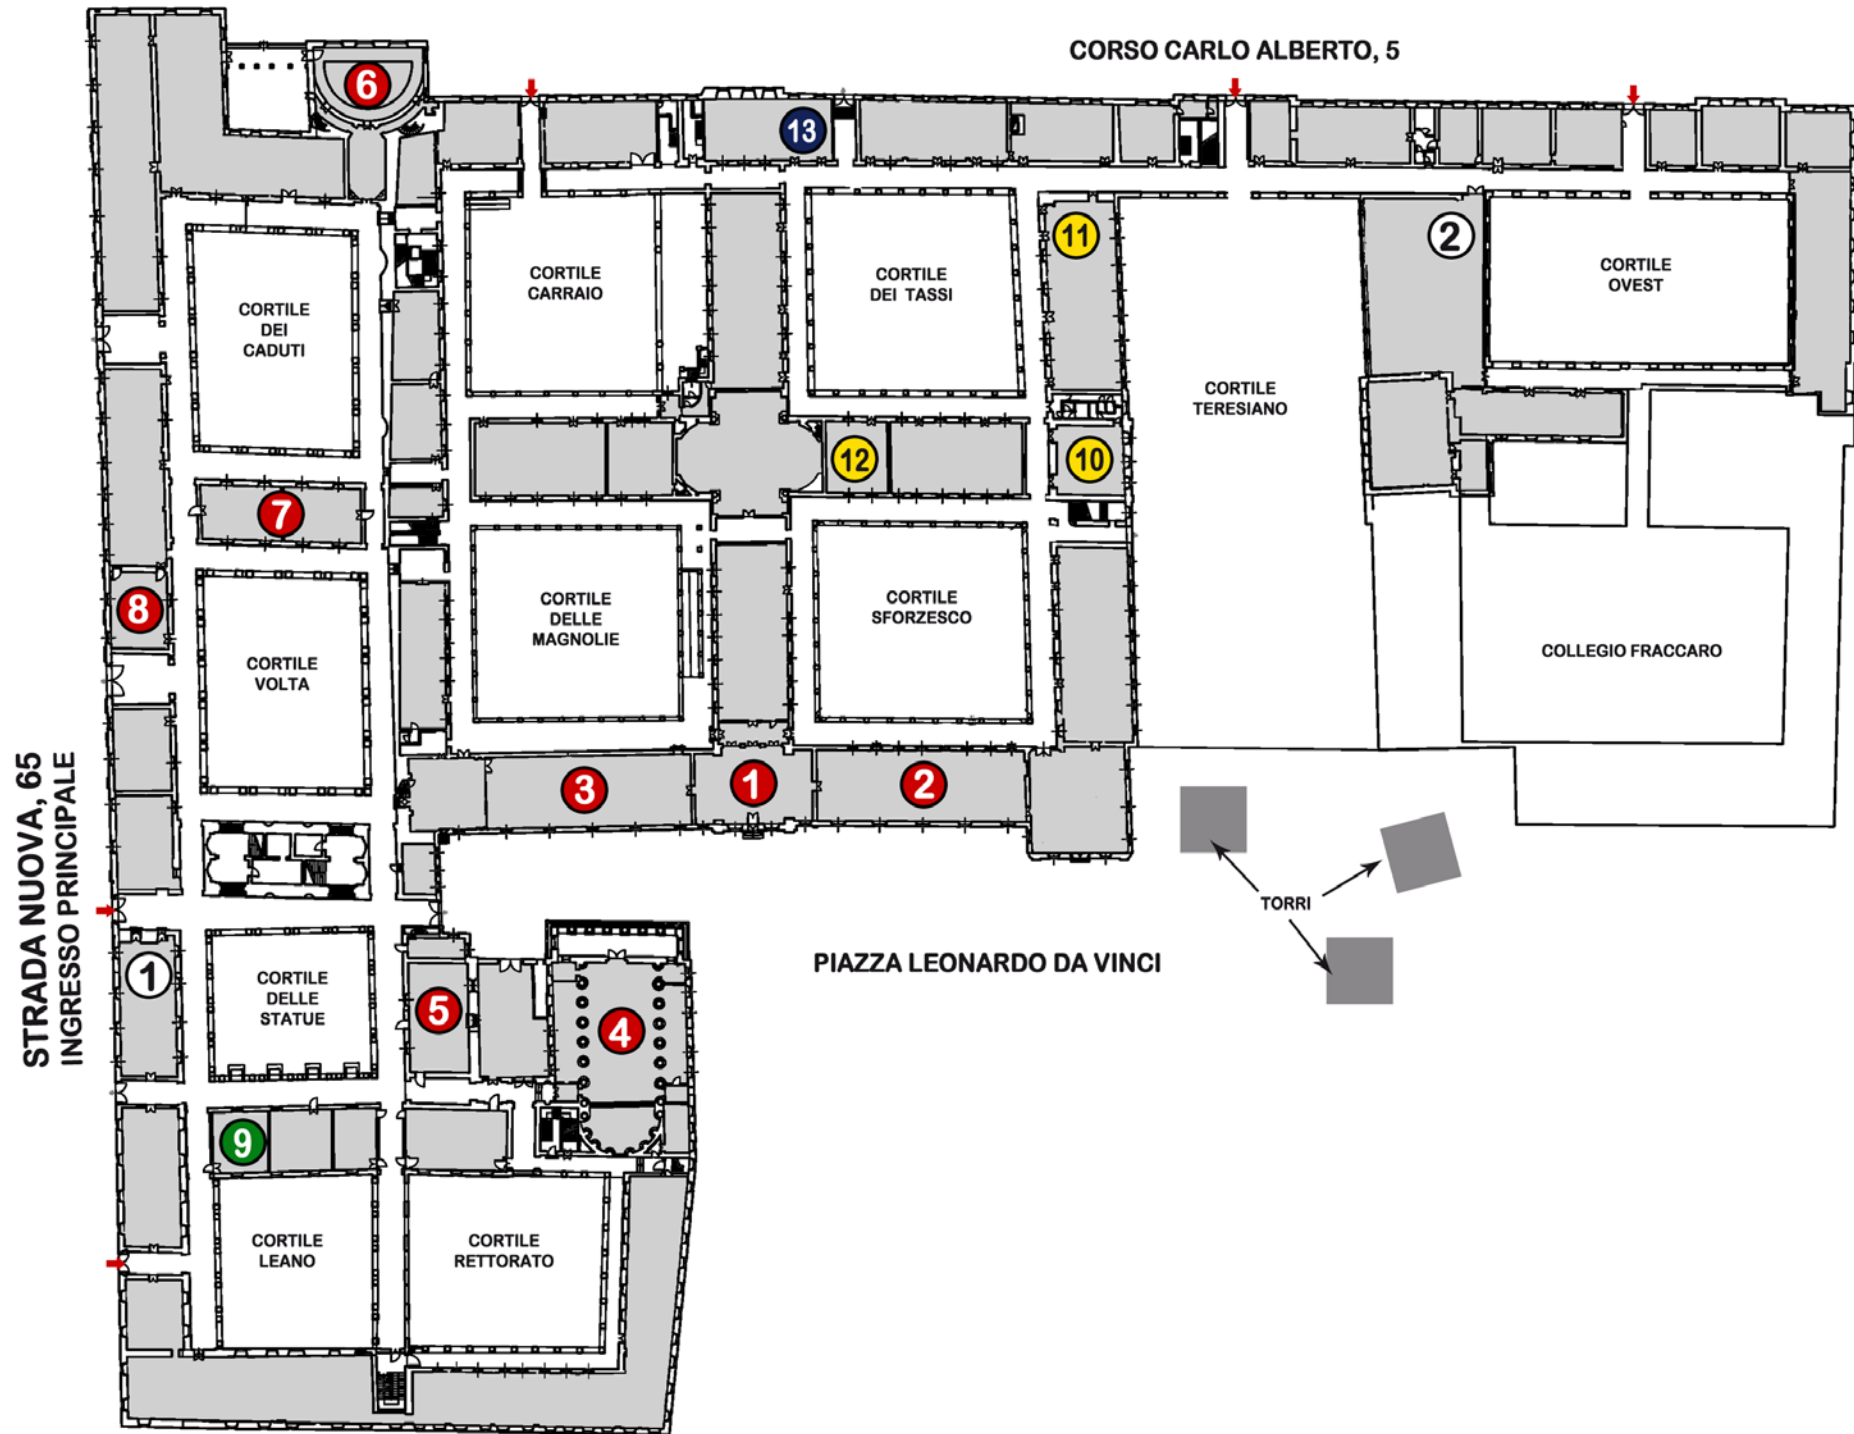 CORSO CARLO ALBERTO, 5
6
13
11
2
CORTILE
CARRAIO
CORTILE
DEI TASSI
CORTILE
OVEST
CORTILE
DEI
CADUTI
CORTILE
TERESIANO
12
10
7
8
CORTILE
DELLE
MAGNOLIE
CORTILE
SFORZESCO
COLLEGIO FRACCARO
CORTILE
VOLTA
3
1
2
STRADA NUOVA, 65
INGRESSO PRINCIPALE
TORRI
PIAZZA LEONARDO DA VINCI
1
CORTILE
DELLE
STATUE
5
4
9
CORTILE
LEANO
CORTILE
RETTORATO